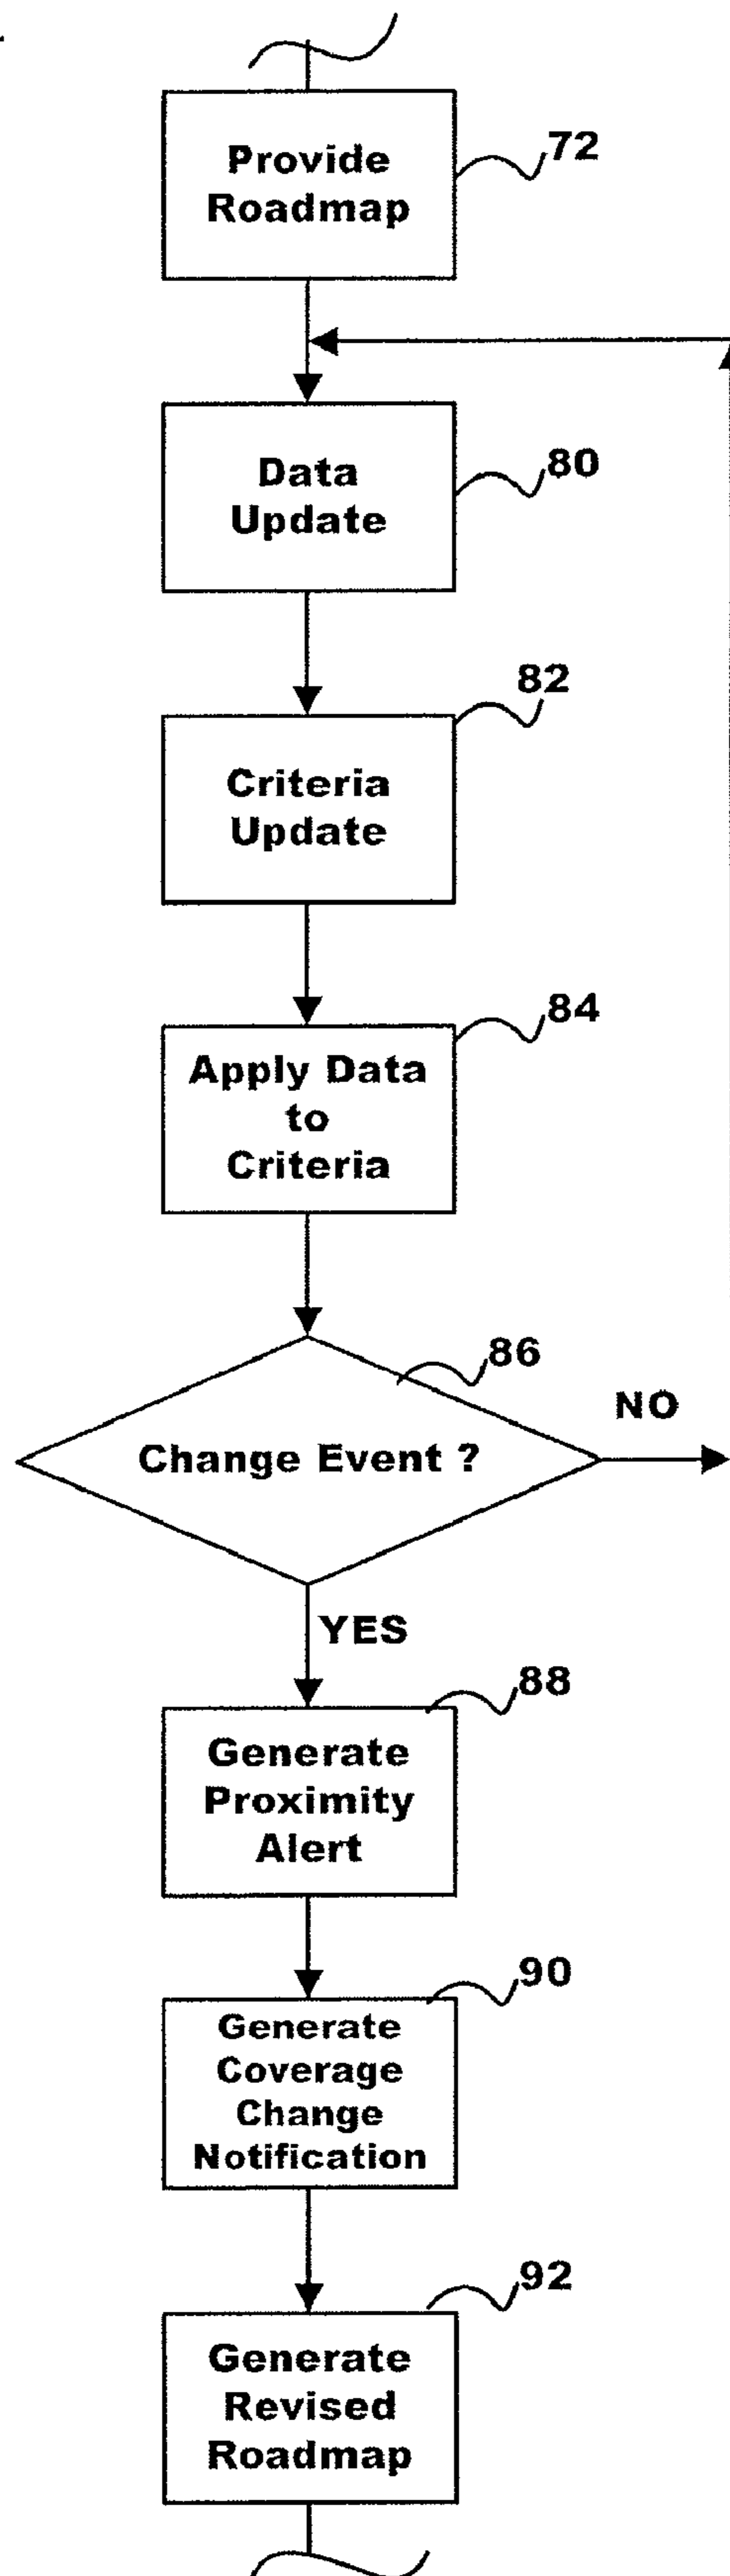 Provide
Roadmap
72
Data
Update
80
82
Criteria
Update
84
Apply Data
to
Criteria
86
NO
Change Event ?
YES
88
Generate
Proximity
Alert
90
Generate
Coverage
Change
Notification
92
Generate
Revised
Roadmap